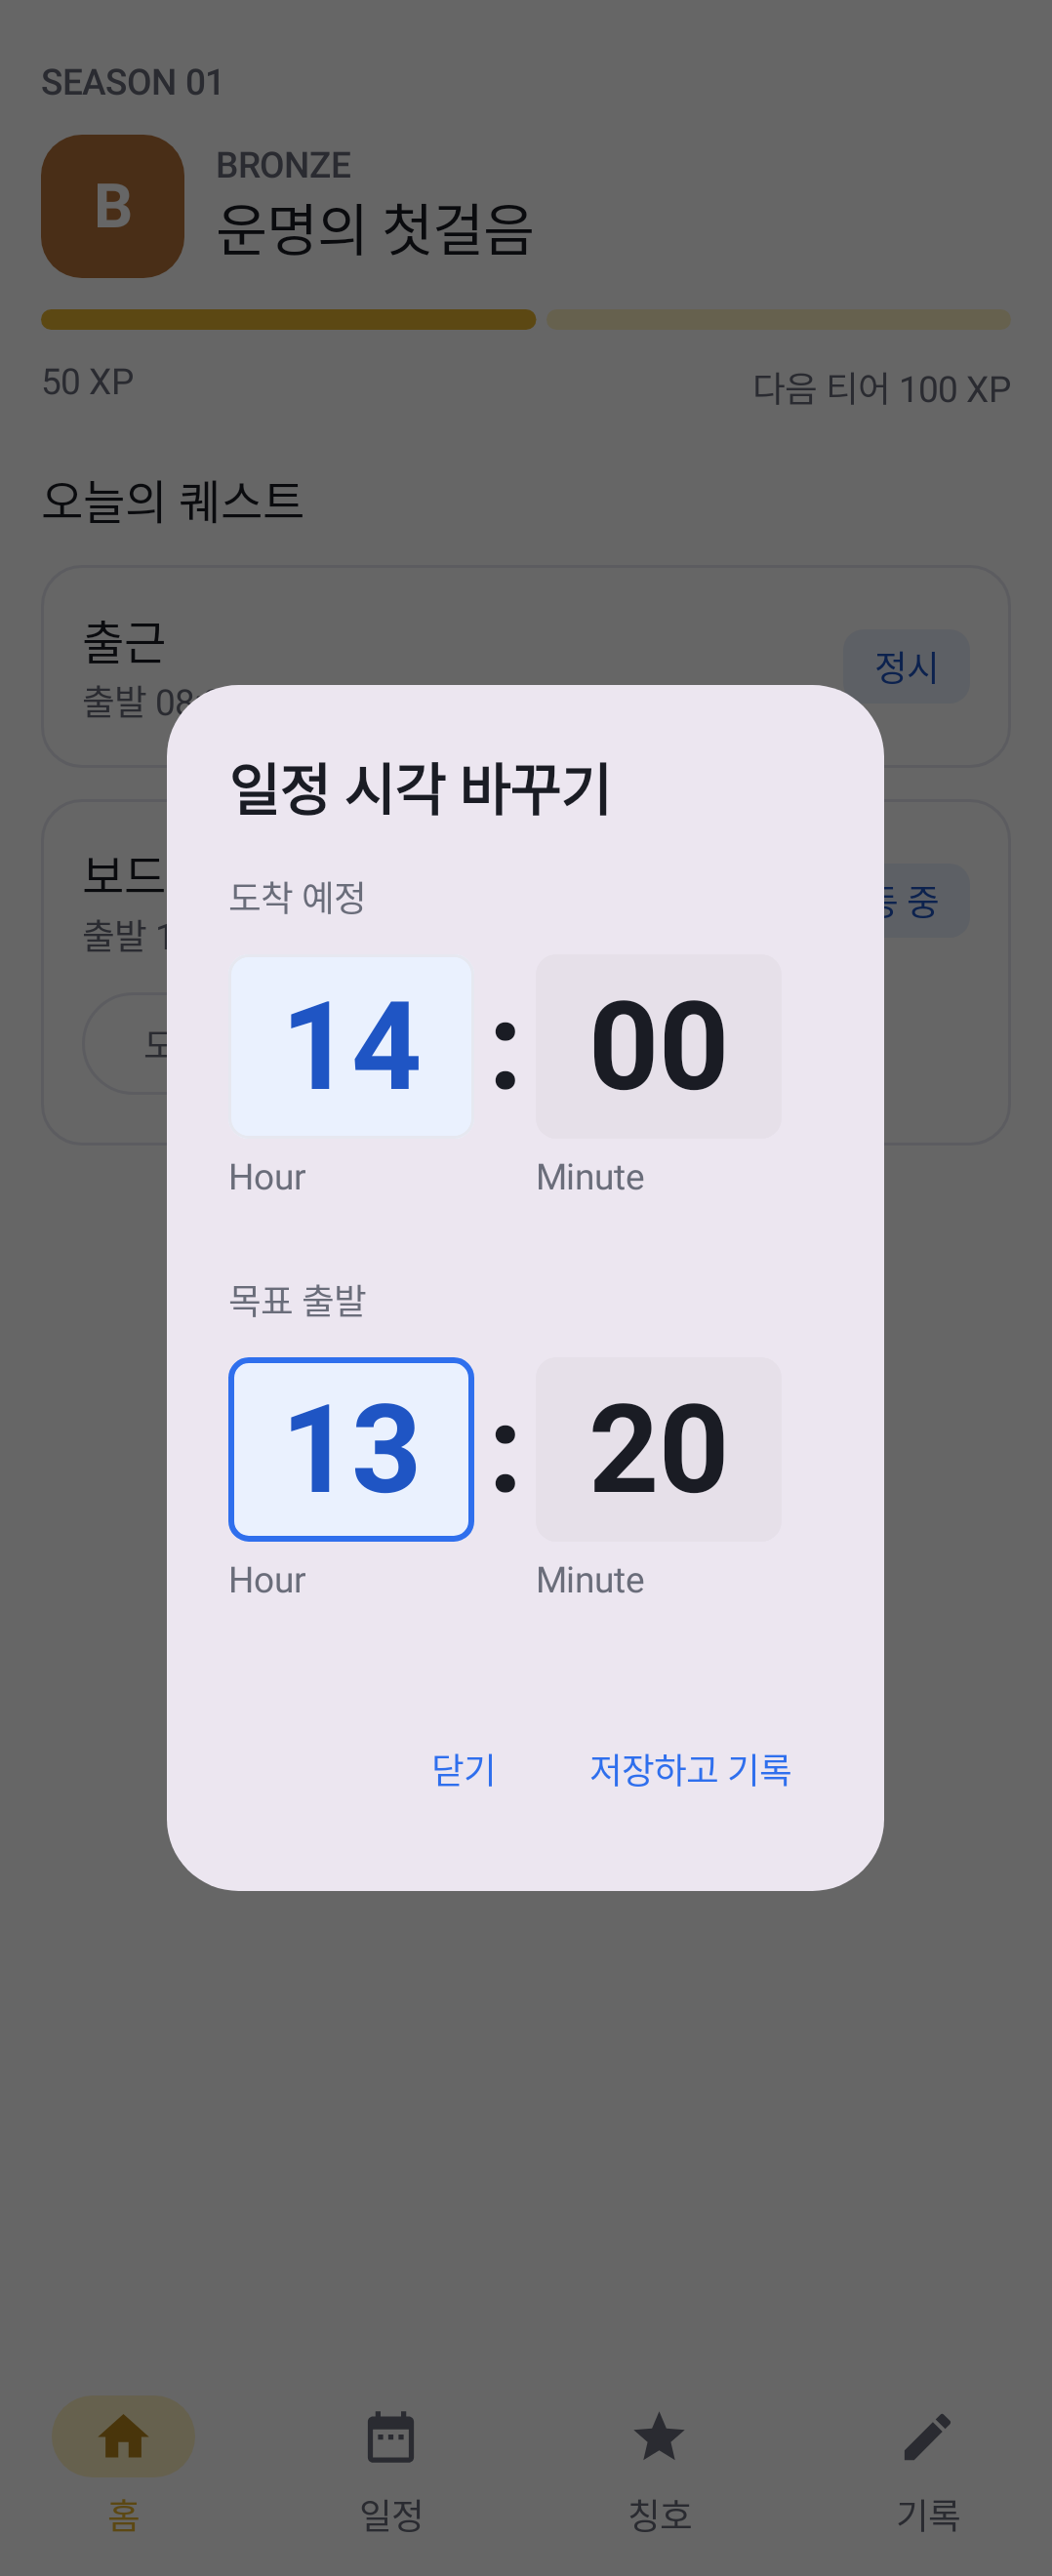 SEASON 01
B
BRONZE
운명의 첫걸음
50 XP
다음 티어 100 XP
오늘의 퀘스트
출근
출발 08
정시
일정 시각 바꾸기
보드
출발 1
중
도착 예정
14 : 00
Hour Minute
목표 출발
13 : 20
Hour Minute
닫기 저장하고 기록
홈 일정 칭호 기록